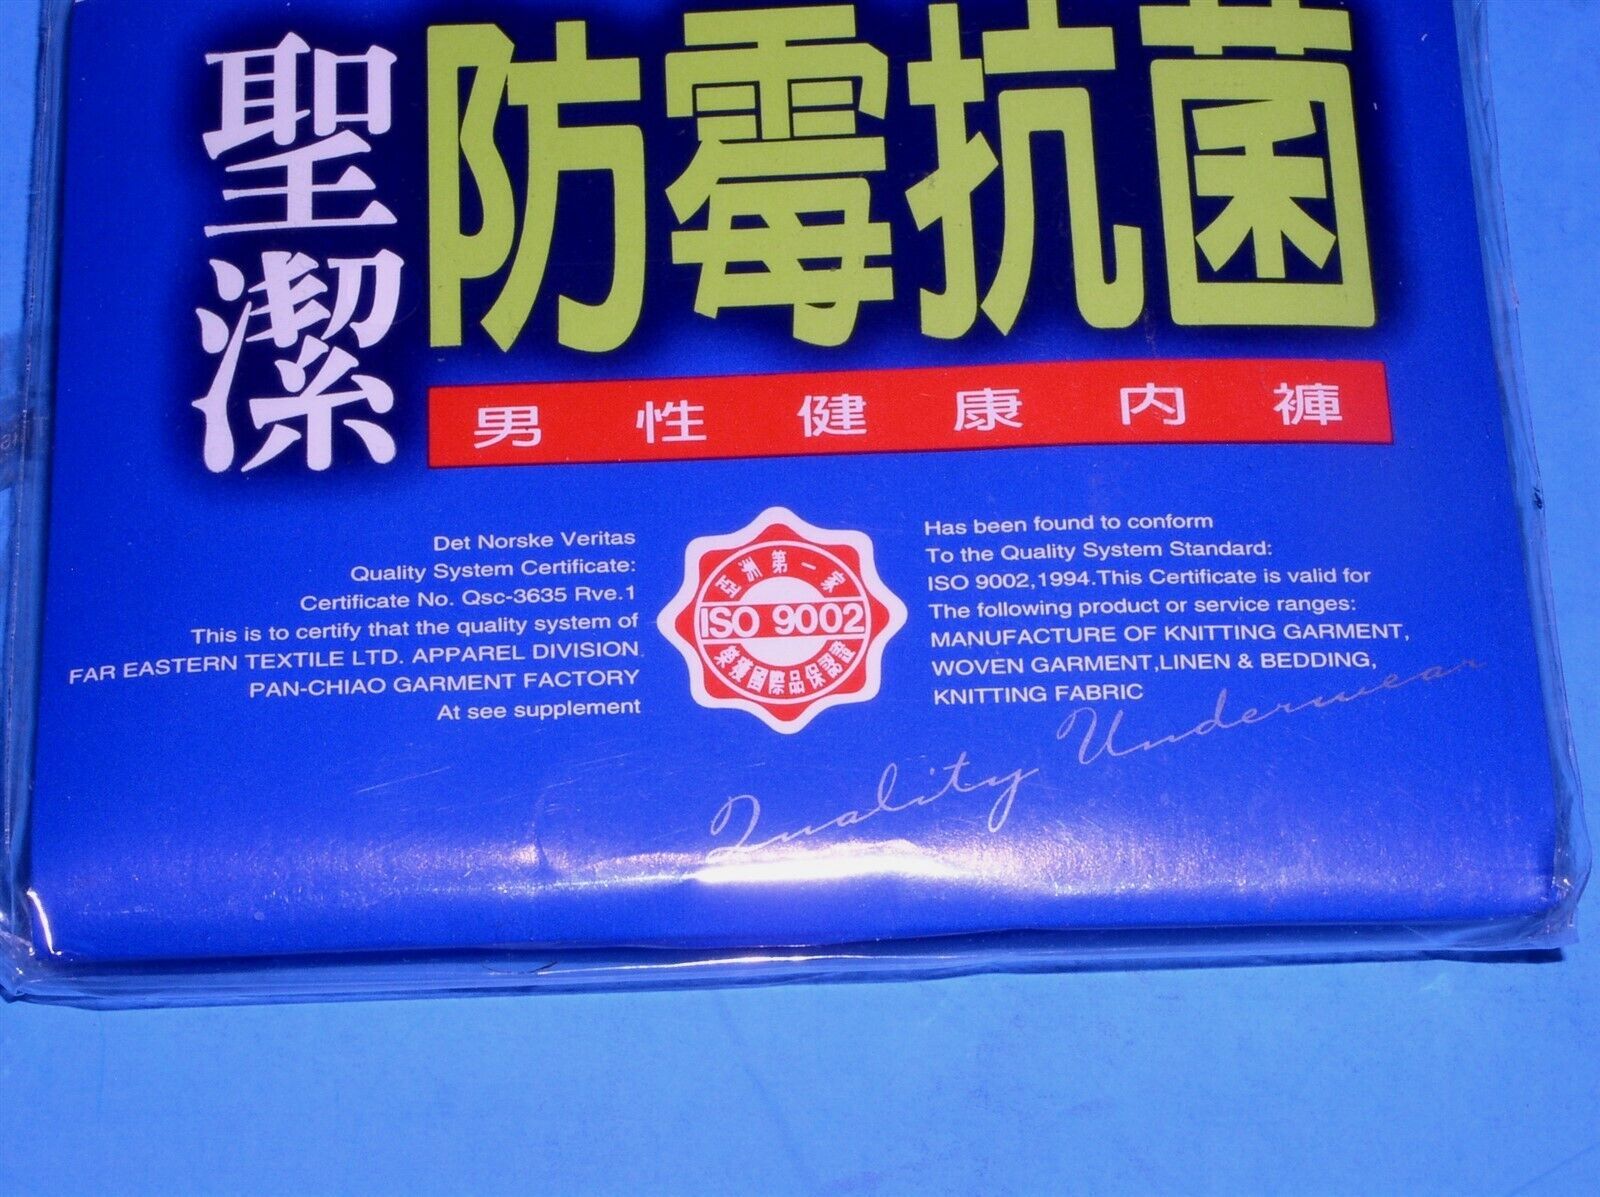 聖潔
防霉抗菌
男性健康內褲
Det Norske Veritas
Quality System Certificate:
Certificate No. Qsc-3635 Rve.1
This is to certify that the quality system of
FAR EASTERN TEXTILE LTD. APPAREL DIVISION.
PAN-CHIAO GARMENT FACTORY
At see supplement
亞洲第一家
ISO 9002
榮獲國際品保認證
Has been found to conform
To the Quality System Standard:
ISO 9002,1994.This Certificate is valid for
The following product or service ranges:
MANUFACTURE OF KNITTING GARMENT,
WOVEN GARMENT,LINEN & BEDDING,
KNITTING FABRIC
Quality Underwear